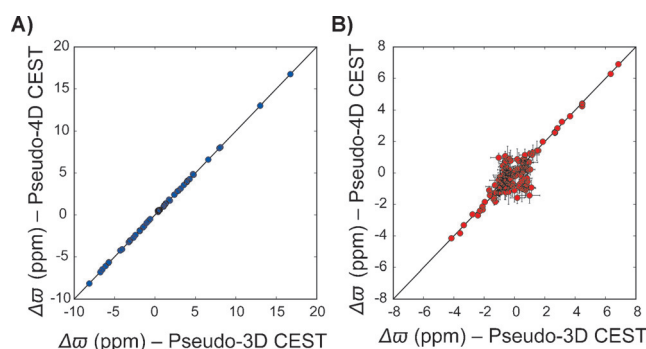 A)
B)
Δϖ (ppm) – Pseudo-4D CEST
20
15
10
5
0
-5
-10
-10 -5 0 5 10 15 20
Δϖ (ppm) – Pseudo-3D CEST
Δϖ (ppm) – Pseudo-4D CEST
8
6
4
2
0
-2
-4
-6
-8
-8 -6 -4 -2 0 2 4 6 8
Δϖ (ppm) – Pseudo-3D CEST